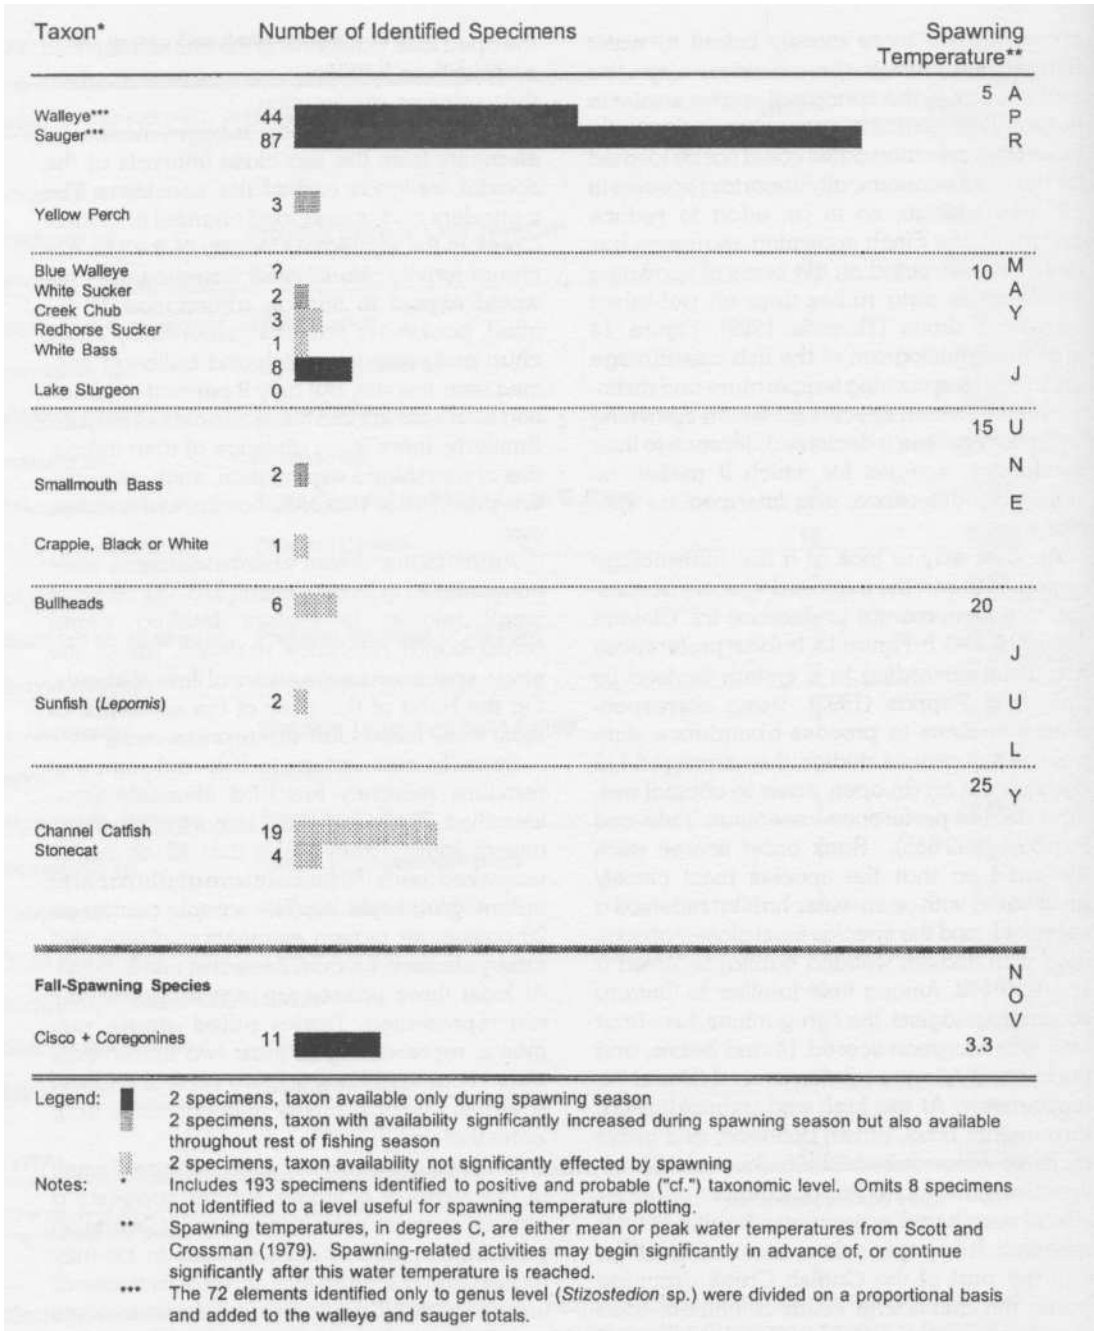 Taxon* Number of Identified Specimens Spawning
Temperature**
5 A
Walleye*** 44 P
Sauger*** 87 R
Yellow Perch 3
Blue Walleye ? 10 M
White Sucker 2 A
Creek Chub 3 Y
Redhorse Sucker 1
White Bass
8 J
Lake Sturgeon 0
15 U
N
Smallmouth Bass 2
E
Crappie, Black or White 1
Bullheads 6 20
J
Sunfish (Lepomis) 2 U
L
25 Y
Channel Catfish 19
Stonecat 4
N
Fall-Spawning Species O
V
Cisco + Coregonines 11 3.3
Legend: 2 specimens, taxon available only during spawning season
2 specimens, taxon with availability significantly increased during spawning season but also available
throughout rest of fishing season
2 specimens, taxon availability not significantly effected by spawning
Notes: * Includes 193 specimens identified to positive and probable ("cf.") taxonomic level. Omits 8 specimens
not identified to a level useful for spawning temperature plotting.
** Spawning temperatures, in degrees C, are either mean or peak water temperatures from Scott and
Crossman (1979). Spawning-related activities may begin significantly in advance of, or continue
significantly after this water temperature is reached.
*** The 72 elements identified only to genus level (Stizostedion sp.) were divided on a proportional basis
and added to the walleye and sauger totals.